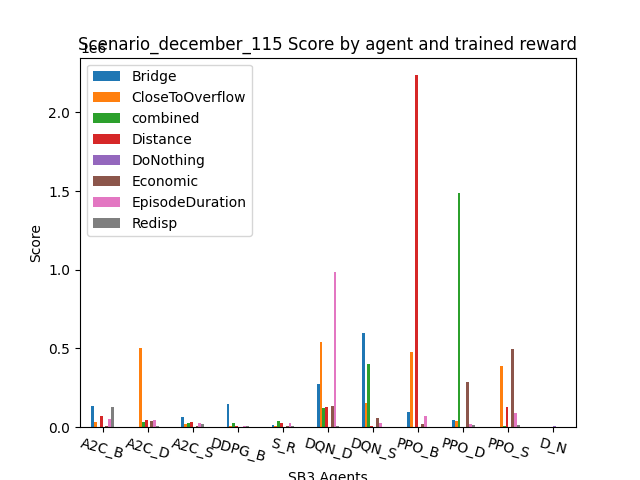 Scenario_december_115 Score by agent and trained reward
1e6
Bridge
CloseToOverflow
combined
Distance
DoNothing
Economic
EpisodeDuration
Redisp
2.0
1.5
1.0
0.5
0.0
Score
A2C_B A2C_D A2C_S DDPG_B S_R DQN_D DQN_S PPO_B PPO_D PPO_S D_N
SB3 Agents